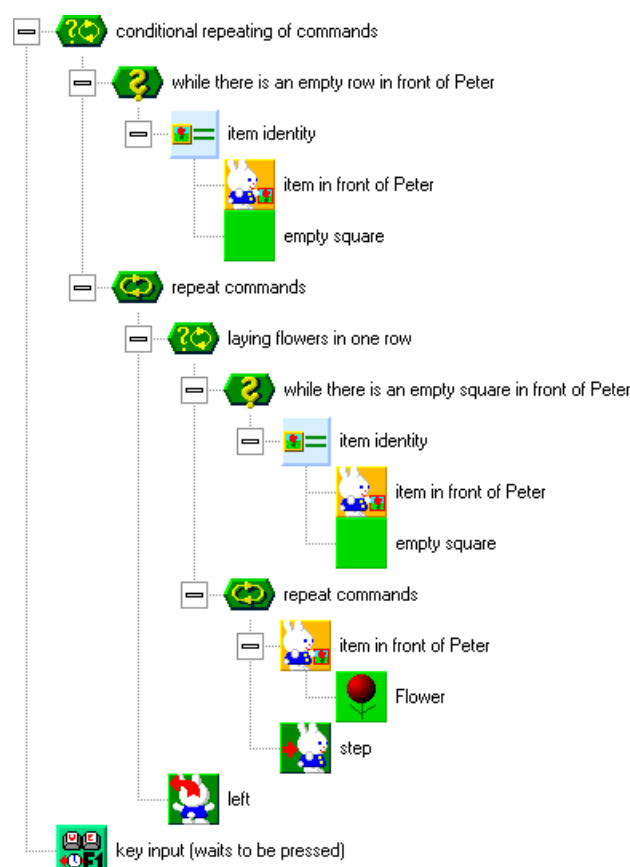 conditional repeating of commands
while there is an empty row in front of Peter
item identity
item in front of Peter
empty square
repeat commands
laying flowers in one row
while there is an empty square in front of Peter
item identity
item in front of Peter
empty square
repeat commands
item in front of Peter
Flower
step
left
key input (waits to be pressed)
F1